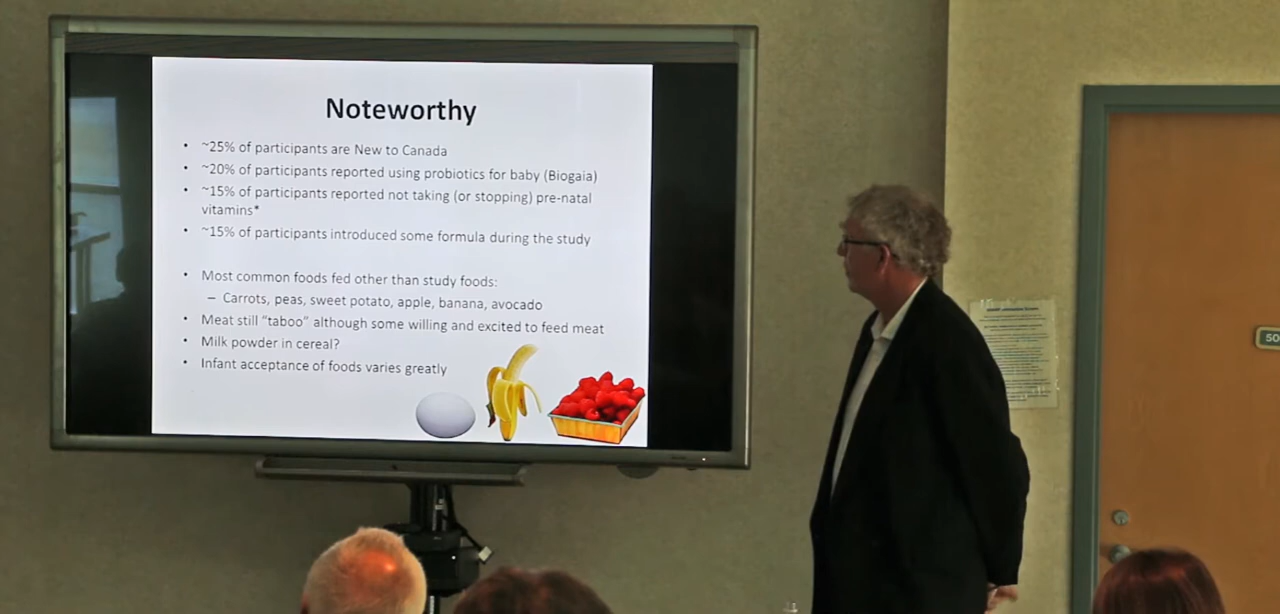 Noteworthy
• ~25% of participants are New to Canada
• ~20% of participants reported using probiotics for baby (Biogaia)
• ~15% of participants reported not taking (or stopping) pre-natal
vitamins*
• ~15% of participants introduced some formula during the study
• Most common foods fed other than study foods:
– Carrots, peas, sweet potato, apple, banana, avocado
• Meat still "taboo" although some willing and excited to feed meat
• Milk powder in cereal?
• Infant acceptance of foods varies greatly